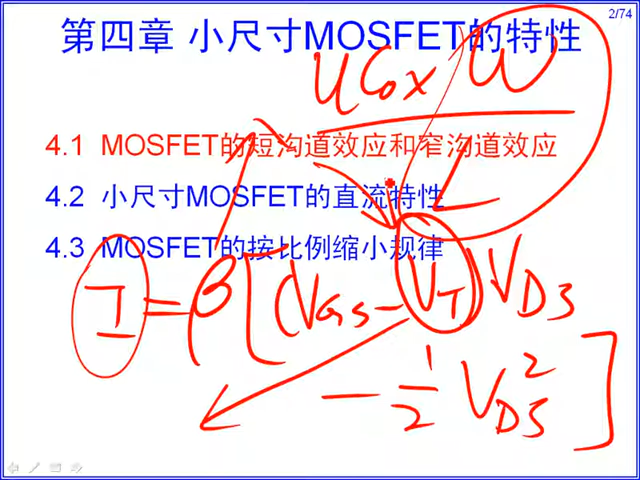 2/74
第四章 小尺寸MOSFET的特性
μCox W
4.1 MOSFET的短沟道效应和窄沟道效应
4.2 小尺寸MOSFET的直流特性
4.3 MOSFET的按比例缩小规律
I = β[(VGS - VT)VDS
- 1/2 VDS²]